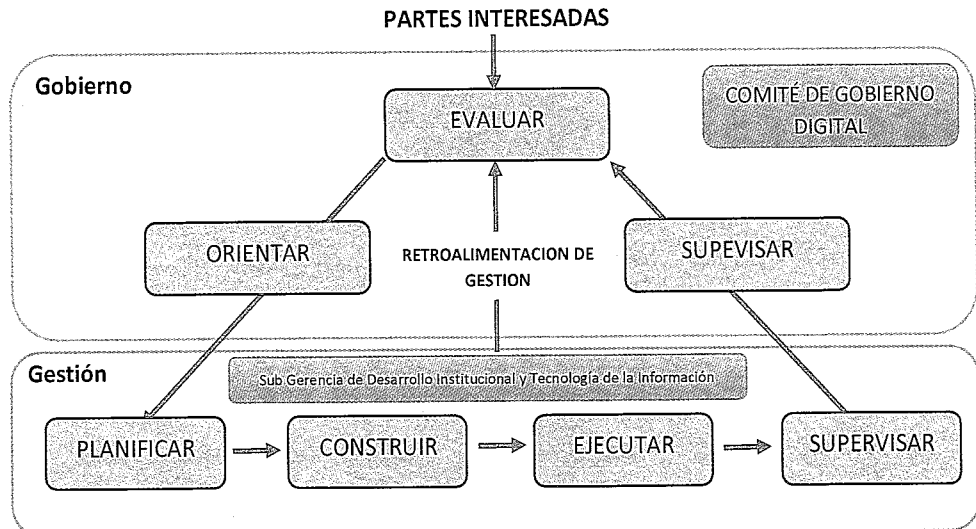 PARTES INTERESADAS
Gobierno
COMITÉ DE GOBIERNO
DIGITAL
EVALUAR
ORIENTAR
RETROALIMENTACION DE
GESTION
SUPEVISAR
Gestión
Sub Gerencia de Desarrollo Institucional y Tecnología de la Información
PLANIFICAR
CONSTRUIR
EJECUTAR
SUPERVISAR